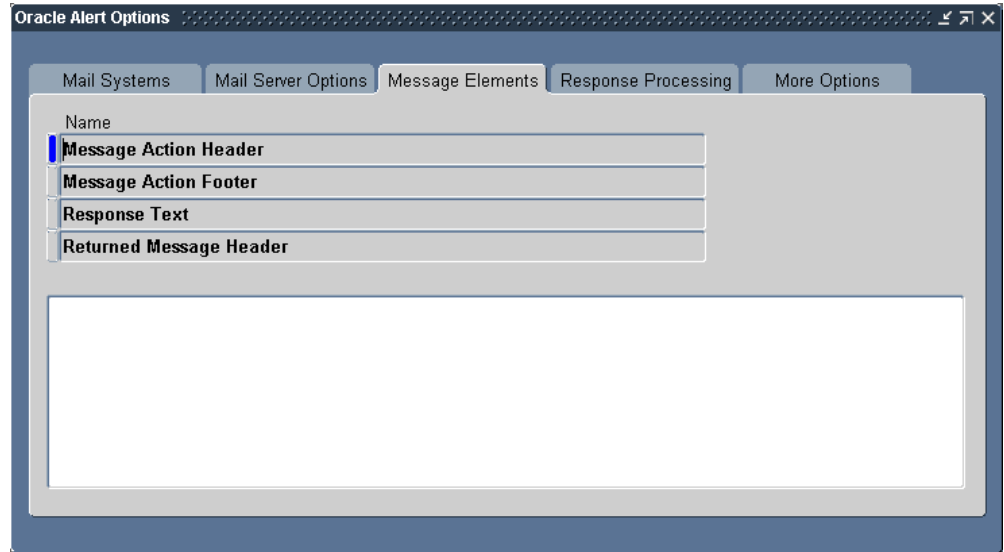 Oracle Alert Options
Mail Systems Mail Server Options Message Elements Response Processing More Options
Name
Message Action Header
Message Action Footer
Response Text
Returned Message Header